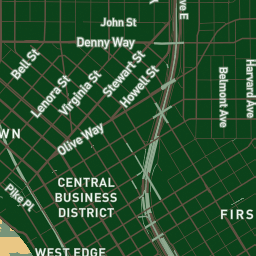 John St
Denny Way
Bell St
Lenora St
Virginia St
Stewart St
Howell St
Olive Way
Belmont Ave
Harvard Ave
CENTRAL
BUSINESS
DISTRICT
Pike Pl
WEST EDGE